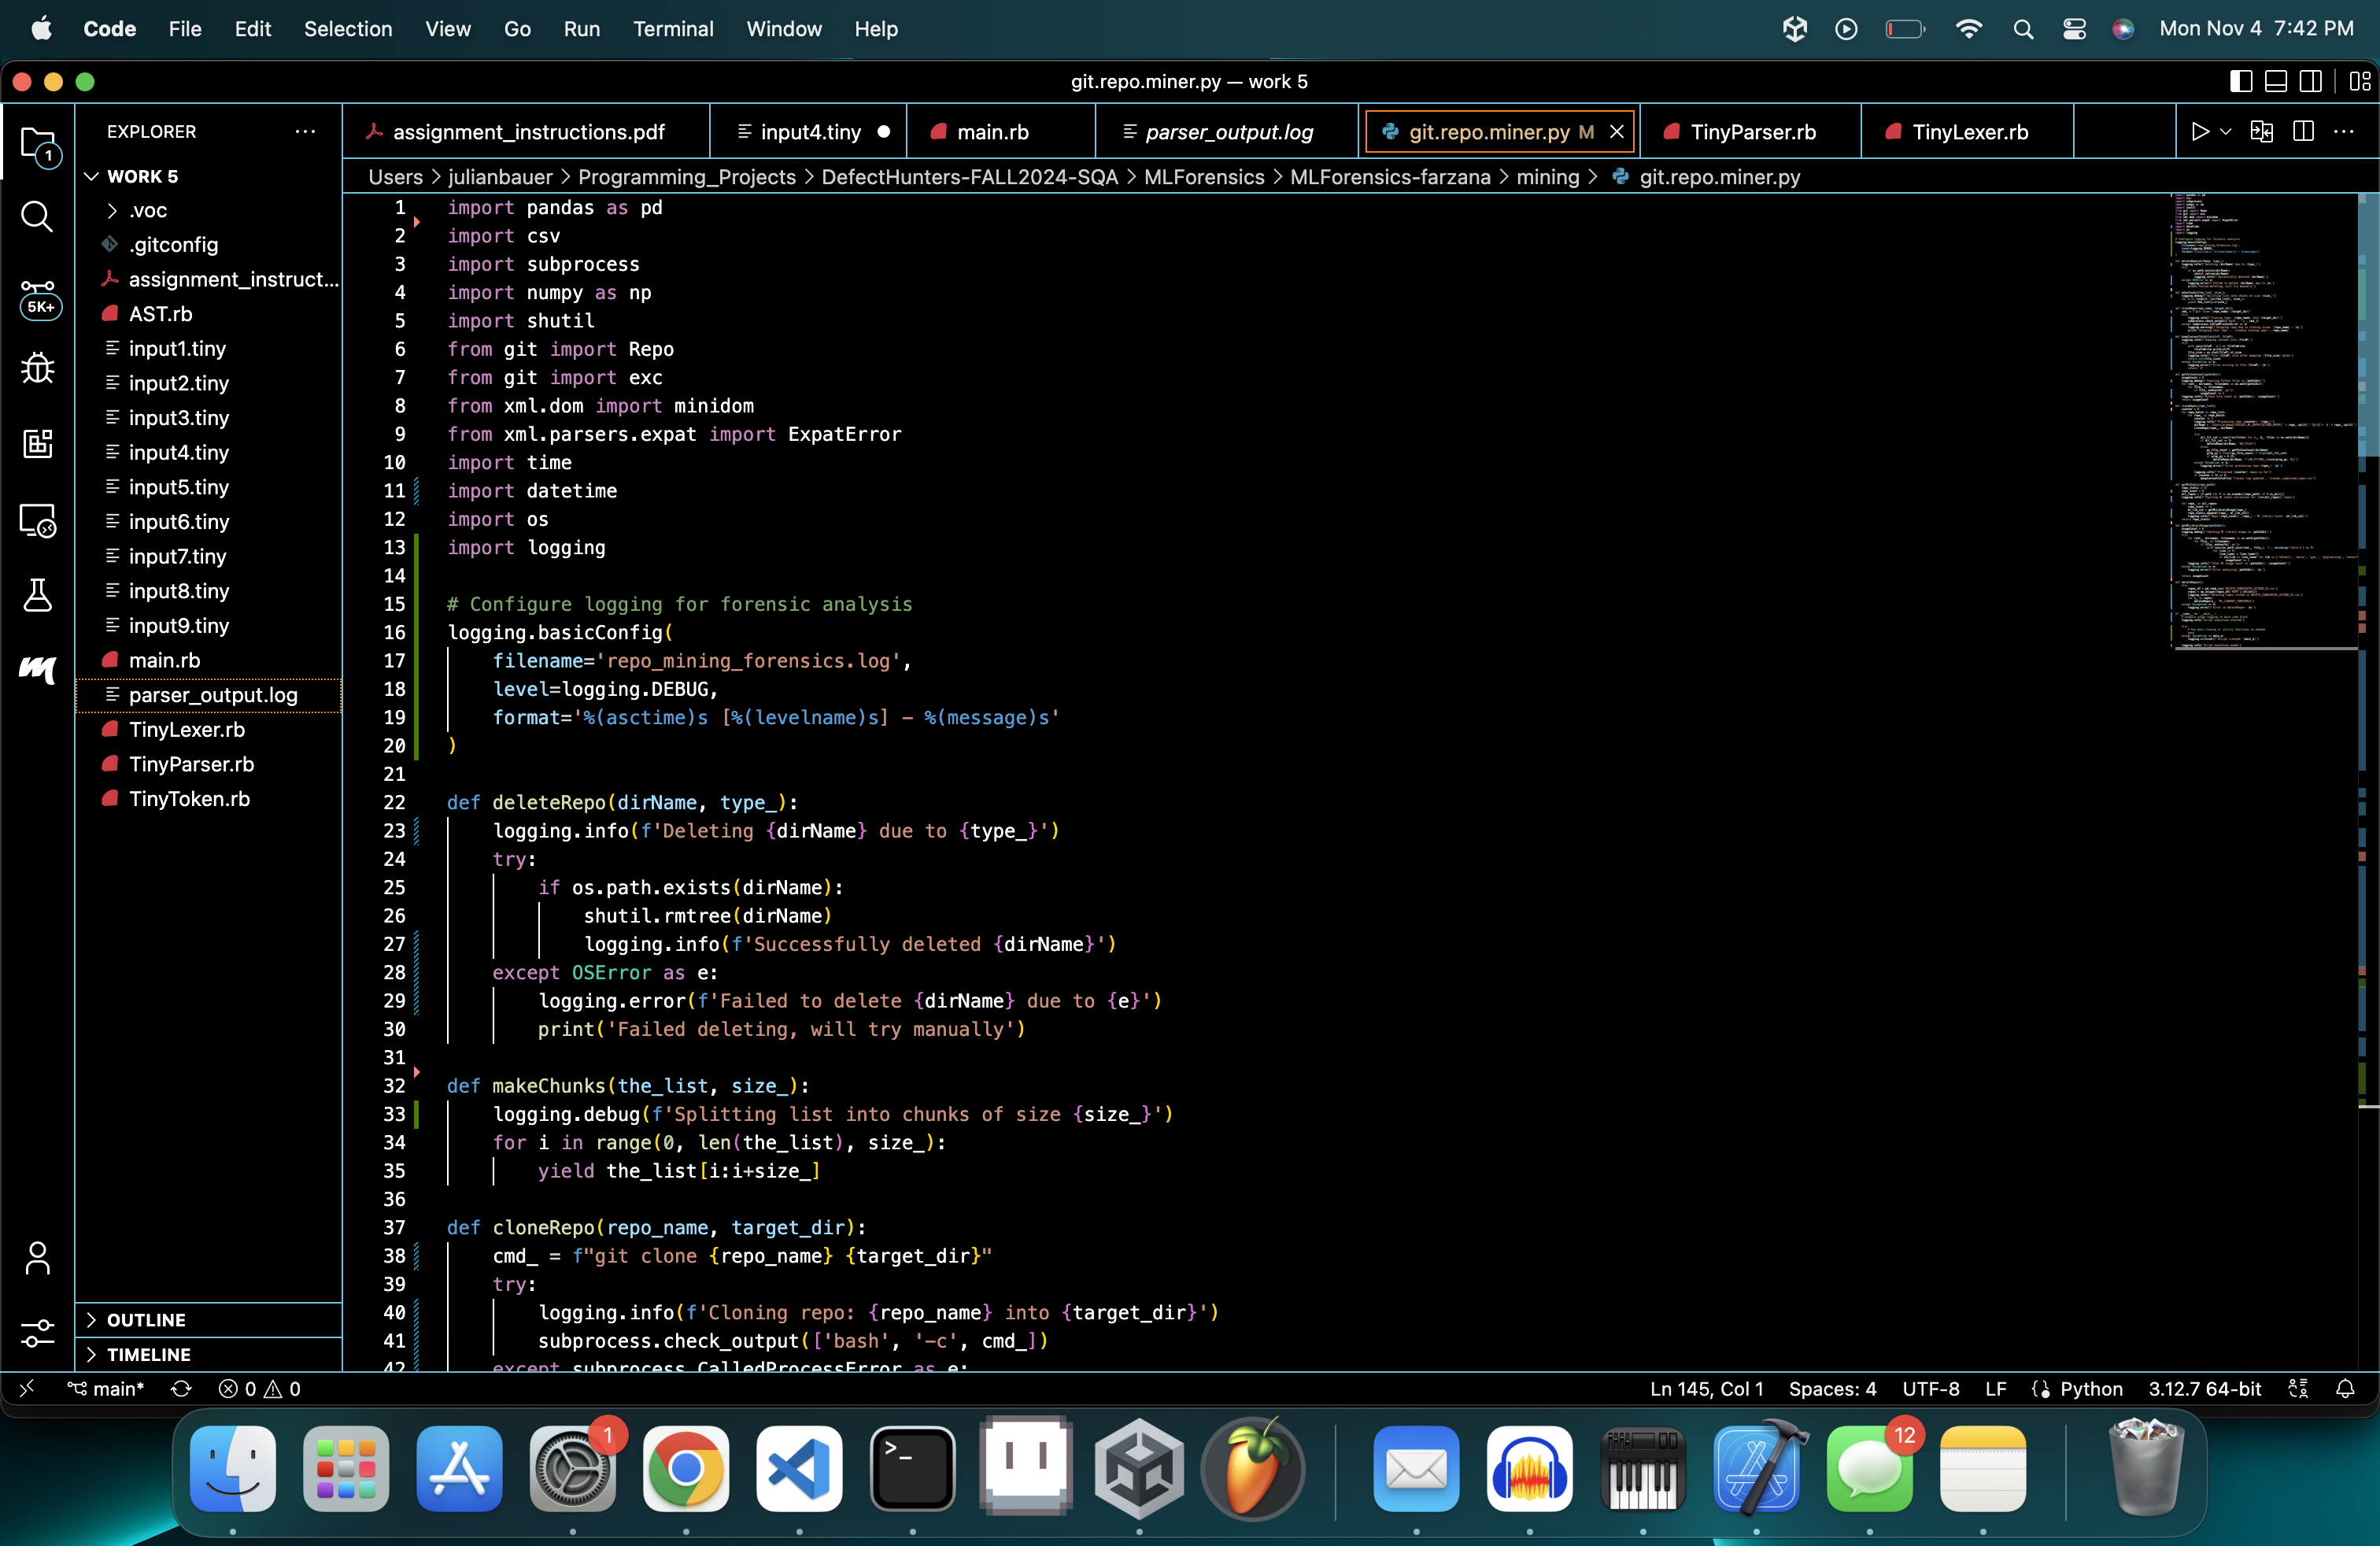 Code File Edit Selection View Go Run Terminal Window Help Mon Nov 4 7:42 PM
git.repo.miner.py — work 5
EXPLORER ···
assignment_instructions.pdf input4.tiny main.rb parser_output.log git.repo.miner.py M TinyParser.rb TinyLexer.rb
Users > julianbauer > Programming_Projects > DefectHunters-FALL2024-SQA > MLForensics > MLForensics-farzana > mining > git.repo.miner.py
1
5K+
WORK 5
.voc
.gitconfig
assignment_instruct...
AST.rb
input1.tiny
input2.tiny
input3.tiny
input4.tiny
input5.tiny
input6.tiny
input7.tiny
input8.tiny
input9.tiny
main.rb
parser_output.log
TinyLexer.rb
TinyParser.rb
TinyToken.rb
OUTLINE
TIMELINE
1 import pandas as pd
2 import csv
3 import subprocess
4 import numpy as np
5 import shutil
6 from git import Repo
7 from git import exc
8 from xml.dom import minidom
9 from xml.parsers.expat import ExpatError
10 import time
11 import datetime
12 import os
13 import logging
14
15 # Configure logging for forensic analysis
16 logging.basicConfig(
17     filename='repo_mining_forensics.log',
18     level=logging.DEBUG,
19     format='%(asctime)s [%(levelname)s] - %(message)s'
20 )
21
22 def deleteRepo(dirName, type_):
23     logging.info(f'Deleting {dirName} due to {type_}')
24     try:
25         if os.path.exists(dirName):
26             shutil.rmtree(dirName)
27             logging.info(f'Successfully deleted {dirName}')
28     except OSError as e:
29         logging.error(f'Failed to delete {dirName} due to {e}')
30         print('Failed deleting, will try manually')
31
32 def makeChunks(the_list, size_):
33     logging.debug(f'Splitting list into chunks of size {size_}')
34     for i in range(0, len(the_list), size_):
35         yield the_list[i:i+size_]
36
37 def cloneRepo(repo_name, target_dir):
38     cmd_ = f"git clone {repo_name} {target_dir}"
39     try:
40         logging.info(f'Cloning repo: {repo_name} into {target_dir}')
41         subprocess.check_output(['bash', '-c', cmd_])
42     except subprocess.CalledProcessError as e:
main* 0 0 Ln 145, Col 1 Spaces: 4 UTF-8 LF Python 3.12.7 64-bit
1
12